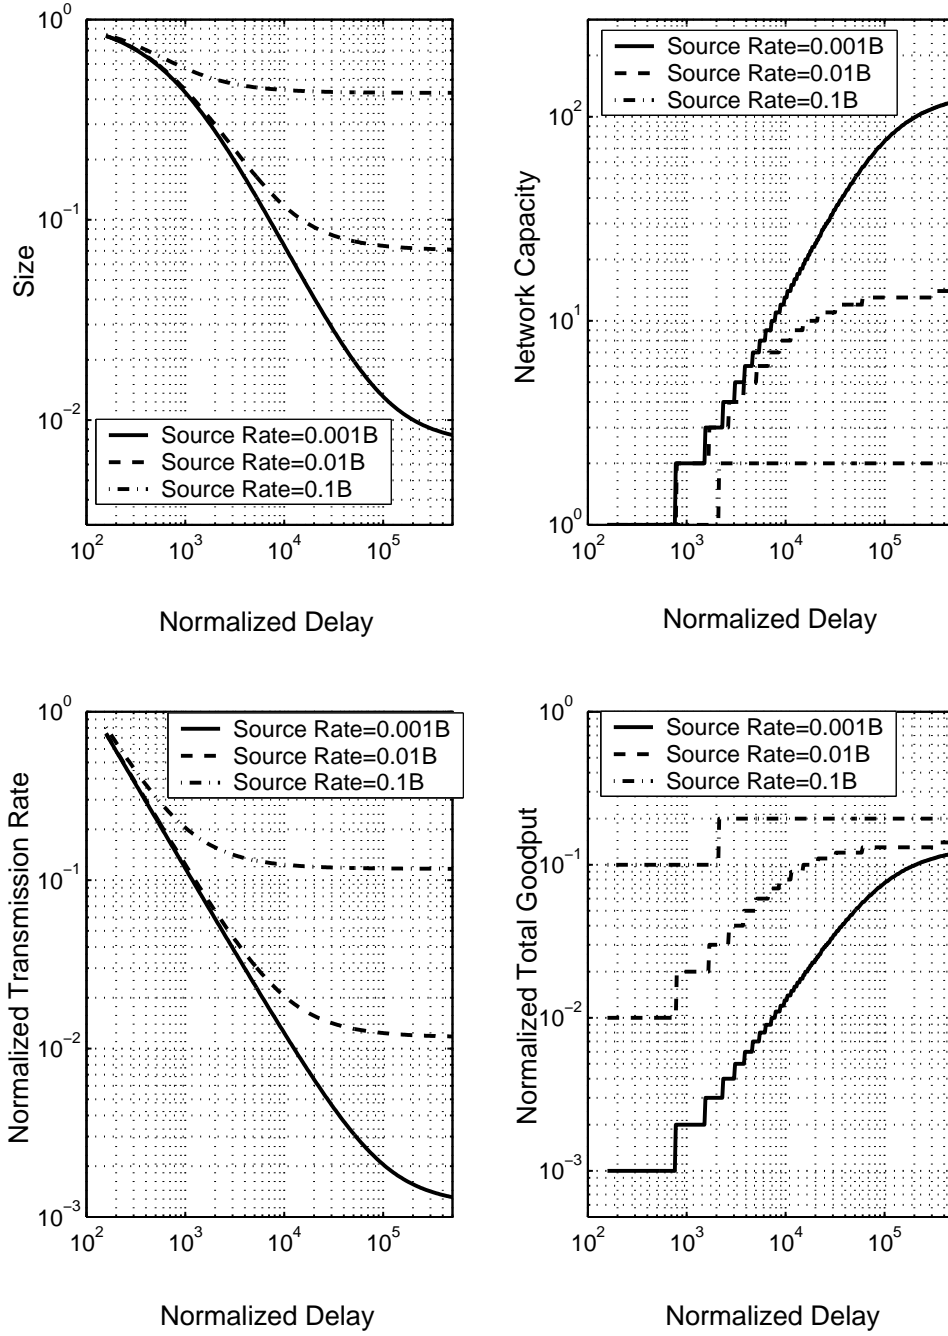 10^0
10^-1
10^-2
Size
10^2 10^3 10^4 10^5
Normalized Delay
Source Rate=0.001B
Source Rate=0.01B
Source Rate=0.1B
10^2
10^1
10^0
Network Capacity
10^2 10^3 10^4 10^5
Normalized Delay
Source Rate=0.001B
Source Rate=0.01B
Source Rate=0.1B
10^0
10^-1
10^-2
10^-3
Normalized Transmission Rate
10^2 10^3 10^4 10^5
Normalized Delay
Source Rate=0.001B
Source Rate=0.01B
Source Rate=0.1B
10^0
10^-1
10^-2
10^-3
Normalized Total Goodput
10^2 10^3 10^4 10^5
Normalized Delay
Source Rate=0.001B
Source Rate=0.01B
Source Rate=0.1B